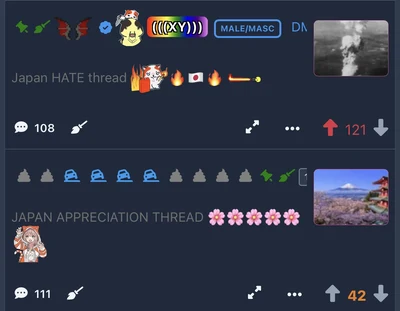 (((XY))) MALE/MASC DM
Japan HATE thread
108 121
JAPAN APPRECIATION THREAD
111 42